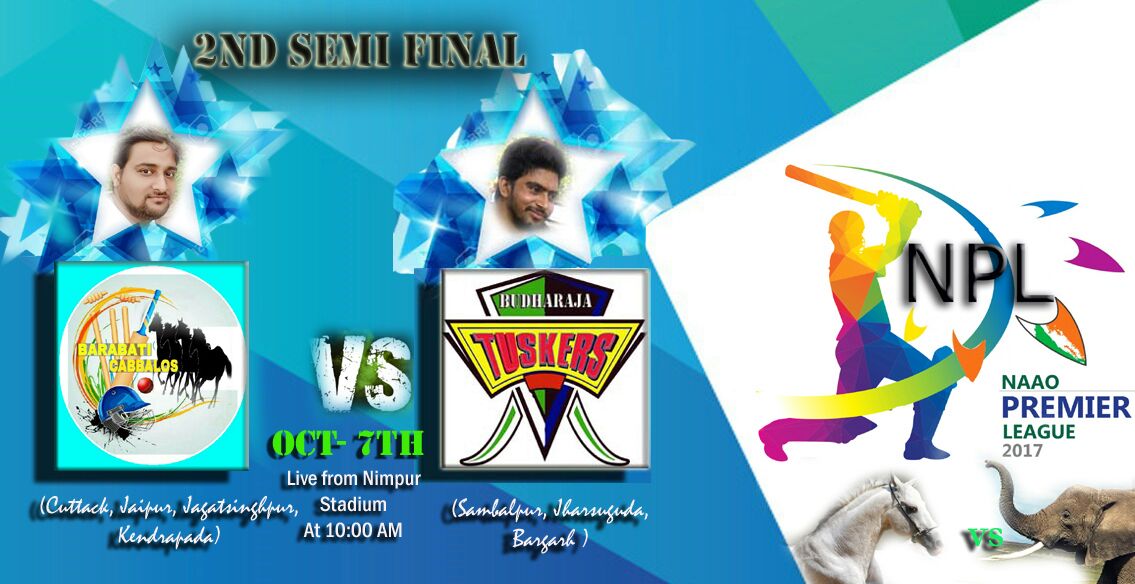 2ND SEMI FINAL
BARABATI
CABBALOS
VS
BUDHARAJA
TUSKERS
OCT- 7TH
Live from Nimpur
Stadium
At 10:00 AM
(Cuttack, Jaipur, Jagatsinghpur,
Kendrapada)
(Sambalpur, Jharsuguda,
Bargarh )
NPL
NAAO
PREMIER
LEAGUE
2017
VS